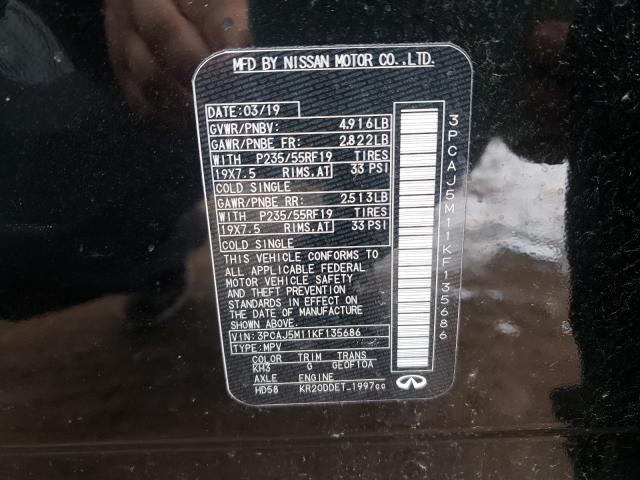 MFD BY NISSAN MOTOR CO.,LTD.
DATE: 03/19
GVWR/PNBV: 4,916LB
GAWR/PNBE FR: 2,822LB
WITH P235/55RF19 TIRES
19X7.5 RIMS.AT 33 PSI
COLD SINGLE
GAWR/PNBE RR: 2,513LB
WITH P235/55RF19 TIRES
19X7.5 RIMS.AT 33 PSI
COLD SINGLE
THIS VEHICLE CONFORMS TO
ALL APPLICABLE FEDERAL
MOTOR VEHICLE SAFETY
AND THEFT PREVENTION
STANDARDS IN EFFECT ON
THE DATE OF MANUFACTURE
SHOWN ABOVE.
VIN: 3PCAJ5M11KF135686
TYPE: MPV
COLOR TRIM TRANS
KH3 G GE0F10A
AXLE ENGINE
HD58 KR20DDET-1997cc
3PCAJ5M11KF135686